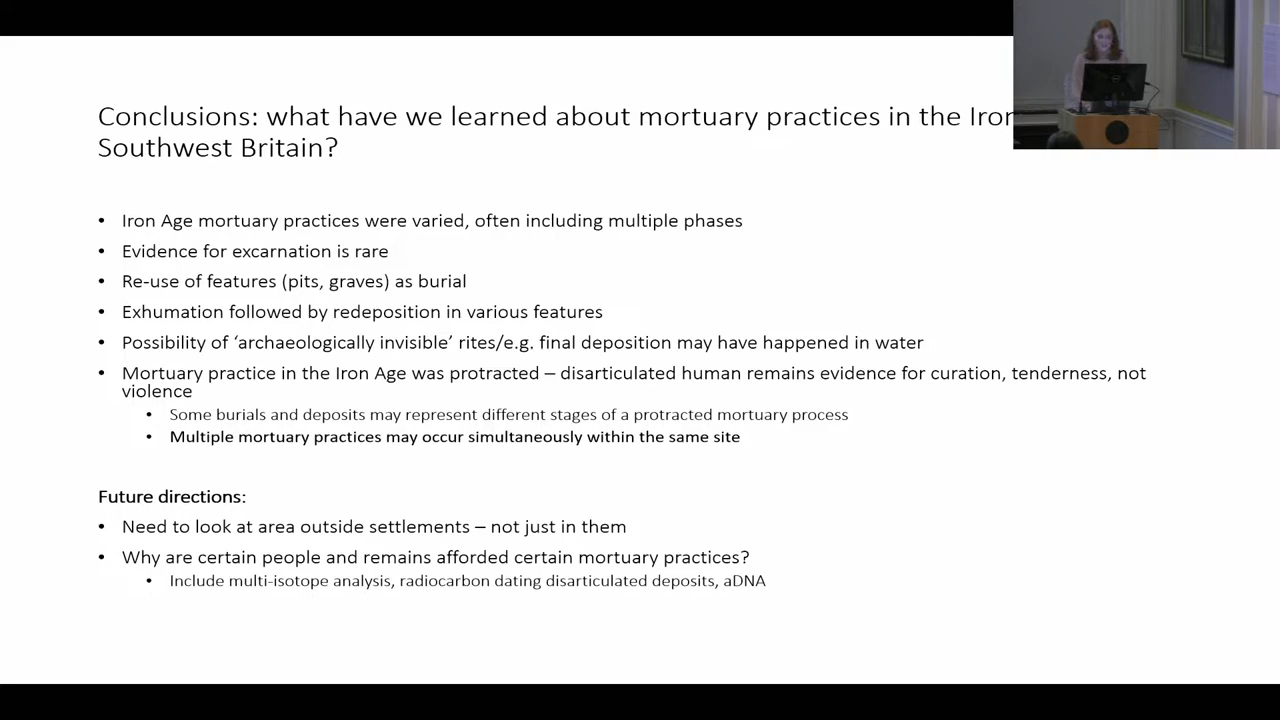 Conclusions: what have we learned about mortuary practices in the Iron
Southwest Britain?
• Iron Age mortuary practices were varied, often including multiple phases
• Evidence for excarnation is rare
• Re-use of features (pits, graves) as burial
• Exhumation followed by redeposition in various features
• Possibility of ‘archaeologically invisible’ rites/e.g. final deposition may have happened in water
• Mortuary practice in the Iron Age was protracted – disarticulated human remains evidence for curation, tenderness, not
violence
• Some burials and deposits may represent different stages of a protracted mortuary process
• Multiple mortuary practices may occur simultaneously within the same site
Future directions:
• Need to look at area outside settlements – not just in them
• Why are certain people and remains afforded certain mortuary practices?
• Include multi-isotope analysis, radiocarbon dating disarticulated deposits, aDNA